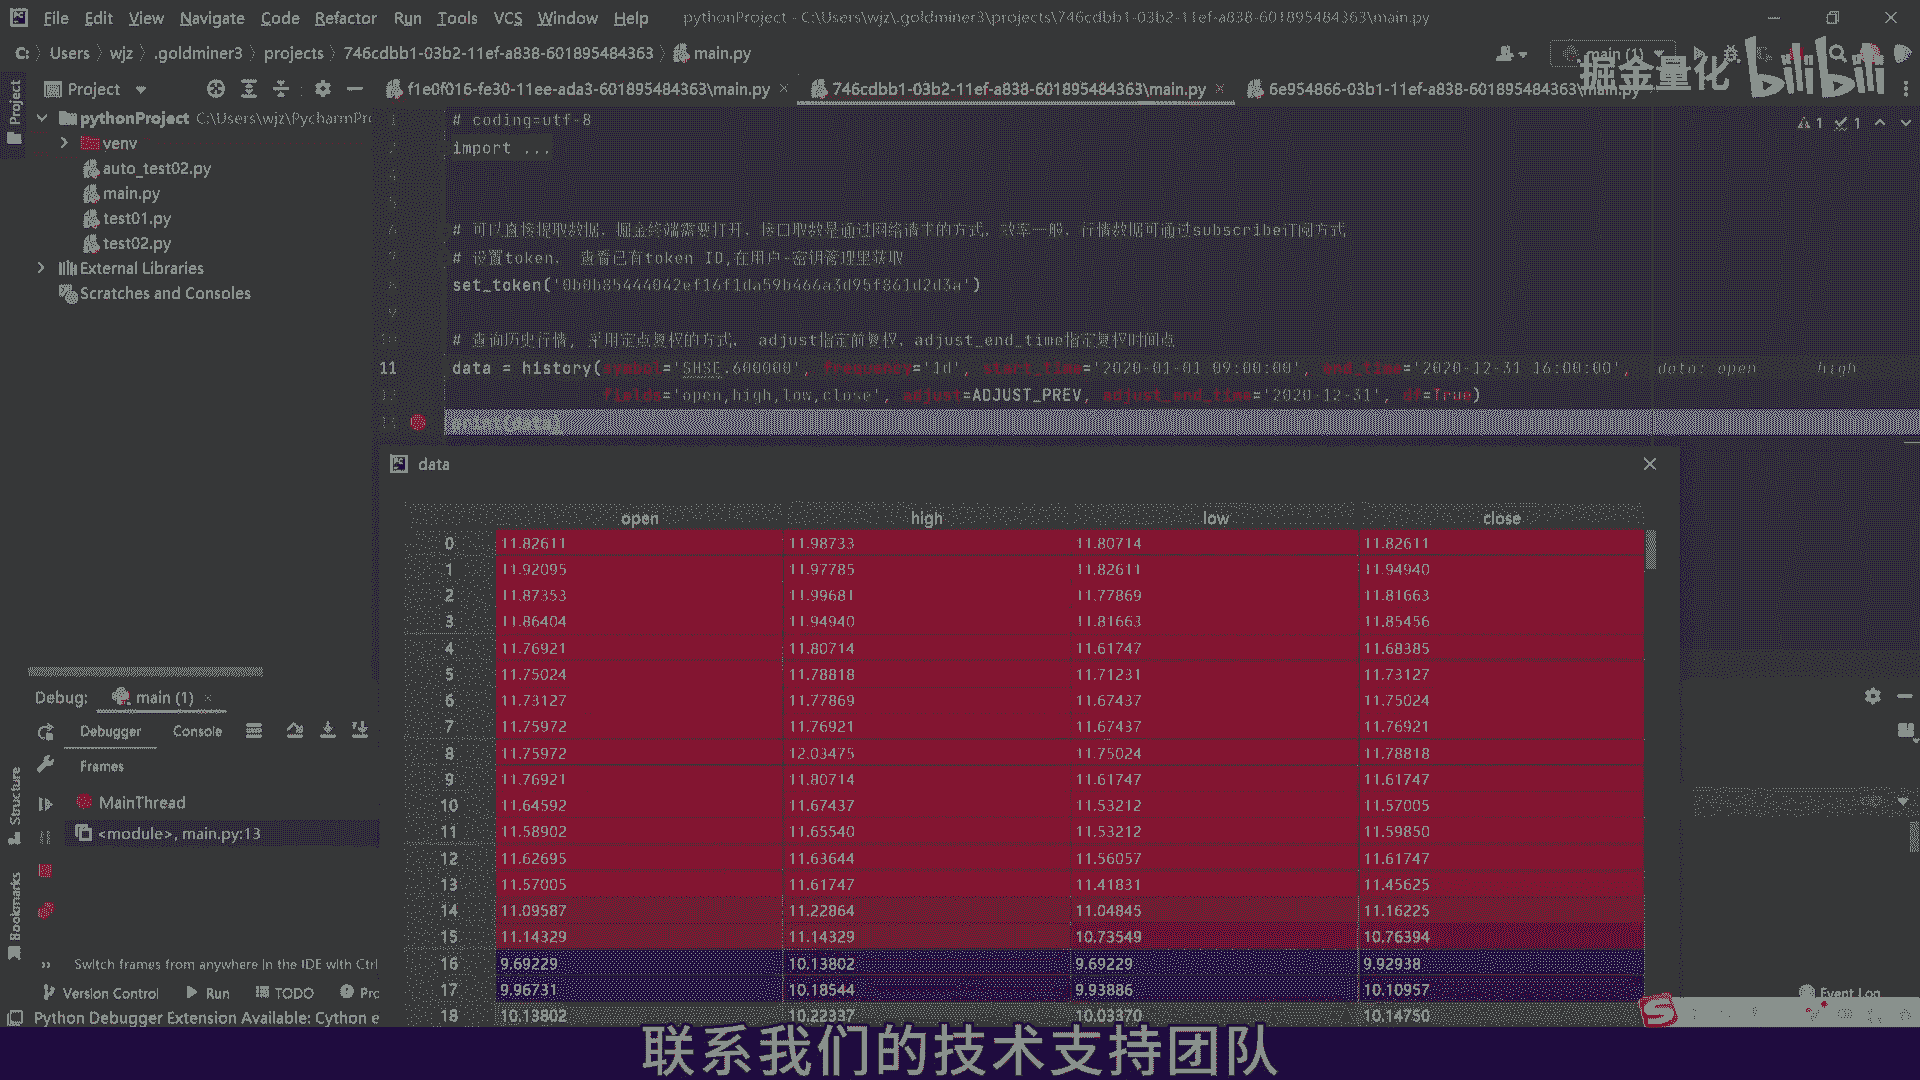 File Edit View Navigate Code Refactor Run Tools VCS Window Help pythonProject - C:\Users\wjz\.goldminer3\projects\746cdbb1-03b2-11ef-a838-601895484363\main.py
C: Users wjz .goldminer3 projects 746cdbb1-03b2-11ef-a838-601895484363 main.py main (1)
掘金量化 bilibili
Project f1e0f016-fe30-11ee-ada3-601895484363\main.py 746cdbb1-03b2-11ef-a838-601895484363\main.py 6e954866-03b1-11ef-a838-601895484363\main.py
Project
pythonProject C:\Users\wjz\PycharmPr
venv
auto_test02.py
main.py
test01.py
test02.py
External Libraries
Scratches and Consoles
1 1
# coding=utf-8
import ...
# 可以直接提取数据，掘金终端需要打开，接口取数是通过网络请求的方式，效率一般，行情数据可通过subscribe订阅方式
# 设置token， 查看已有token ID,在用户-密钥管理里获取
set_token('0b0b85444042ef16f1da59b466a3d95f861d2d3a')
# 查询历史行情, 采用定点复权的方式， adjust指定前复权，adjust_end_time指定复权时间点
11 data = history(symbol='SHSE.600000', frequency='1d', start_time='2020-01-01 09:00:00', end_time='2020-12-31 16:00:00', data: open high
fields='open,high,low,close', adjust=ADJUST_PREV, adjust_end_time='2020-12-31', df=True)
print(data)
data
open high low close
0 11.82611 11.98733 11.80714 11.82611
1 11.92095 11.97785 11.82611 11.94940
2 11.87353 11.99681 11.77869 11.81663
3 11.86404 11.94940 11.81663 11.85456
4 11.76921 11.80714 11.61747 11.68385
5 11.75024 11.78818 11.71231 11.73127
6 11.73127 11.77869 11.67437 11.75024
7 11.75972 11.76921 11.67437 11.76921
8 11.75972 12.03475 11.75024 11.78818
9 11.76921 11.80714 11.61747 11.61747
10 11.64592 11.67437 11.53212 11.57005
11 11.58902 11.65540 11.53212 11.59850
12 11.62695 11.63644 11.56057 11.61747
13 11.57005 11.61747 11.41831 11.45625
14 11.09587 11.22864 11.04845 11.16225
15 11.14329 11.14329 10.73549 10.76394
16 9.69229 10.13802 9.69229 9.92938
17 9.96731 10.18544 9.93886 10.10957
18 10.13802 10.22337 10.03370 10.14750
Debug: main (1)
Debugger Console
Frames
MainThread
<module>, main.py:13
Structure
Bookmarks
Switch frames from anywhere in the IDE with Ctrl
Version Control Run TODO Pro
Event Log
Python Debugger Extension Available: Cython e
联系我们的技术支持团队